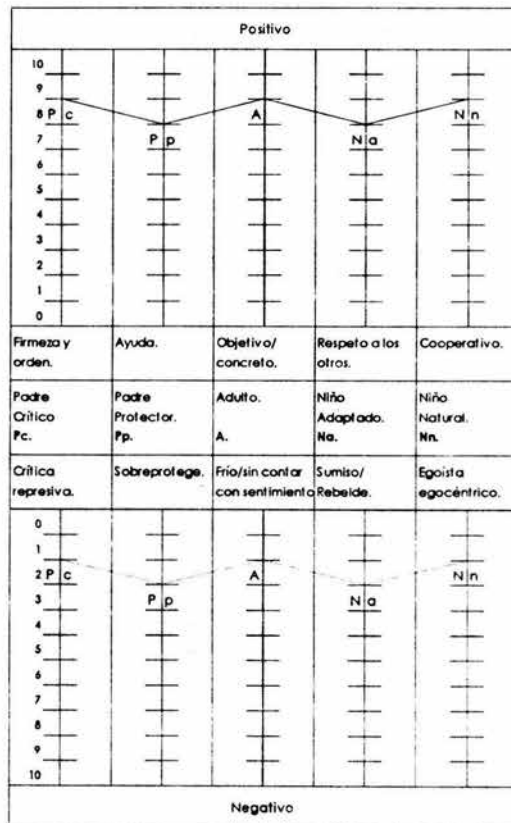 Positivo
10
9
8
7
6
5
4
3
2
1
0
P c
P p
A
N a
N n
Firmeza y orden.
Ayuda.
Objetivo/ concreto.
Respeto a los otros.
Cooperativo.
Padre Crítico Pc.
Padre Protector. Pp.
Adulto. A.
Niño Adaptado. Na.
Niño Natural. Nn.
Crítica represiva.
Sobreprotege.
Frío/sin contar con sentimiento
Sumiso/ Rebelde.
Egoísta egocéntrico.
0
1
2
3
4
5
6
7
8
9
10
P c
P p
A
N a
N n
Negativo